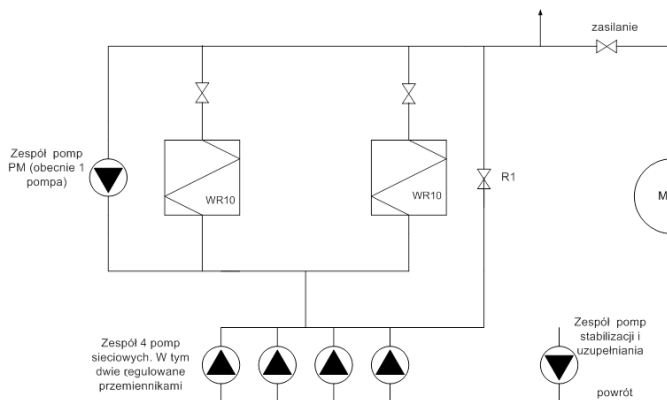 zasilanie
Zespół pomp
PM (obecnie 1
pompa)
WR10
WR10
R1
M
Zespół 4 pomp
sieciowych. W tym
dwie regulowane
przemiennikami
Zespół pomp
stabilizacji i
uzupełniania
powrót